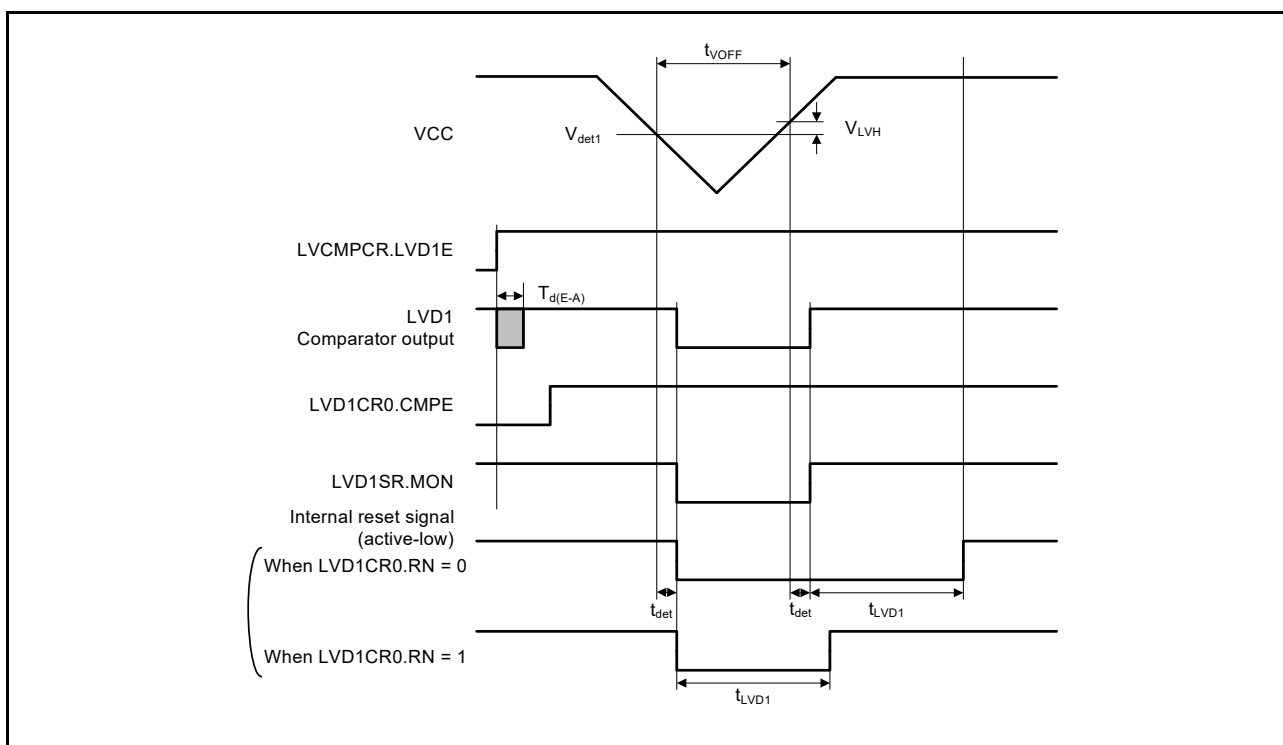 tVOFF
VCC
Vdet1
VLVH
LVCMPCR.LVD1E
Td(E-A)
LVD1
Comparator output
LVD1CR0.CMPE
LVD1SR.MON
Internal reset signal
(active-low)
When LVD1CR0.RN = 0
tdet
tdet
tLVD1
When LVD1CR0.RN = 1
tLVD1